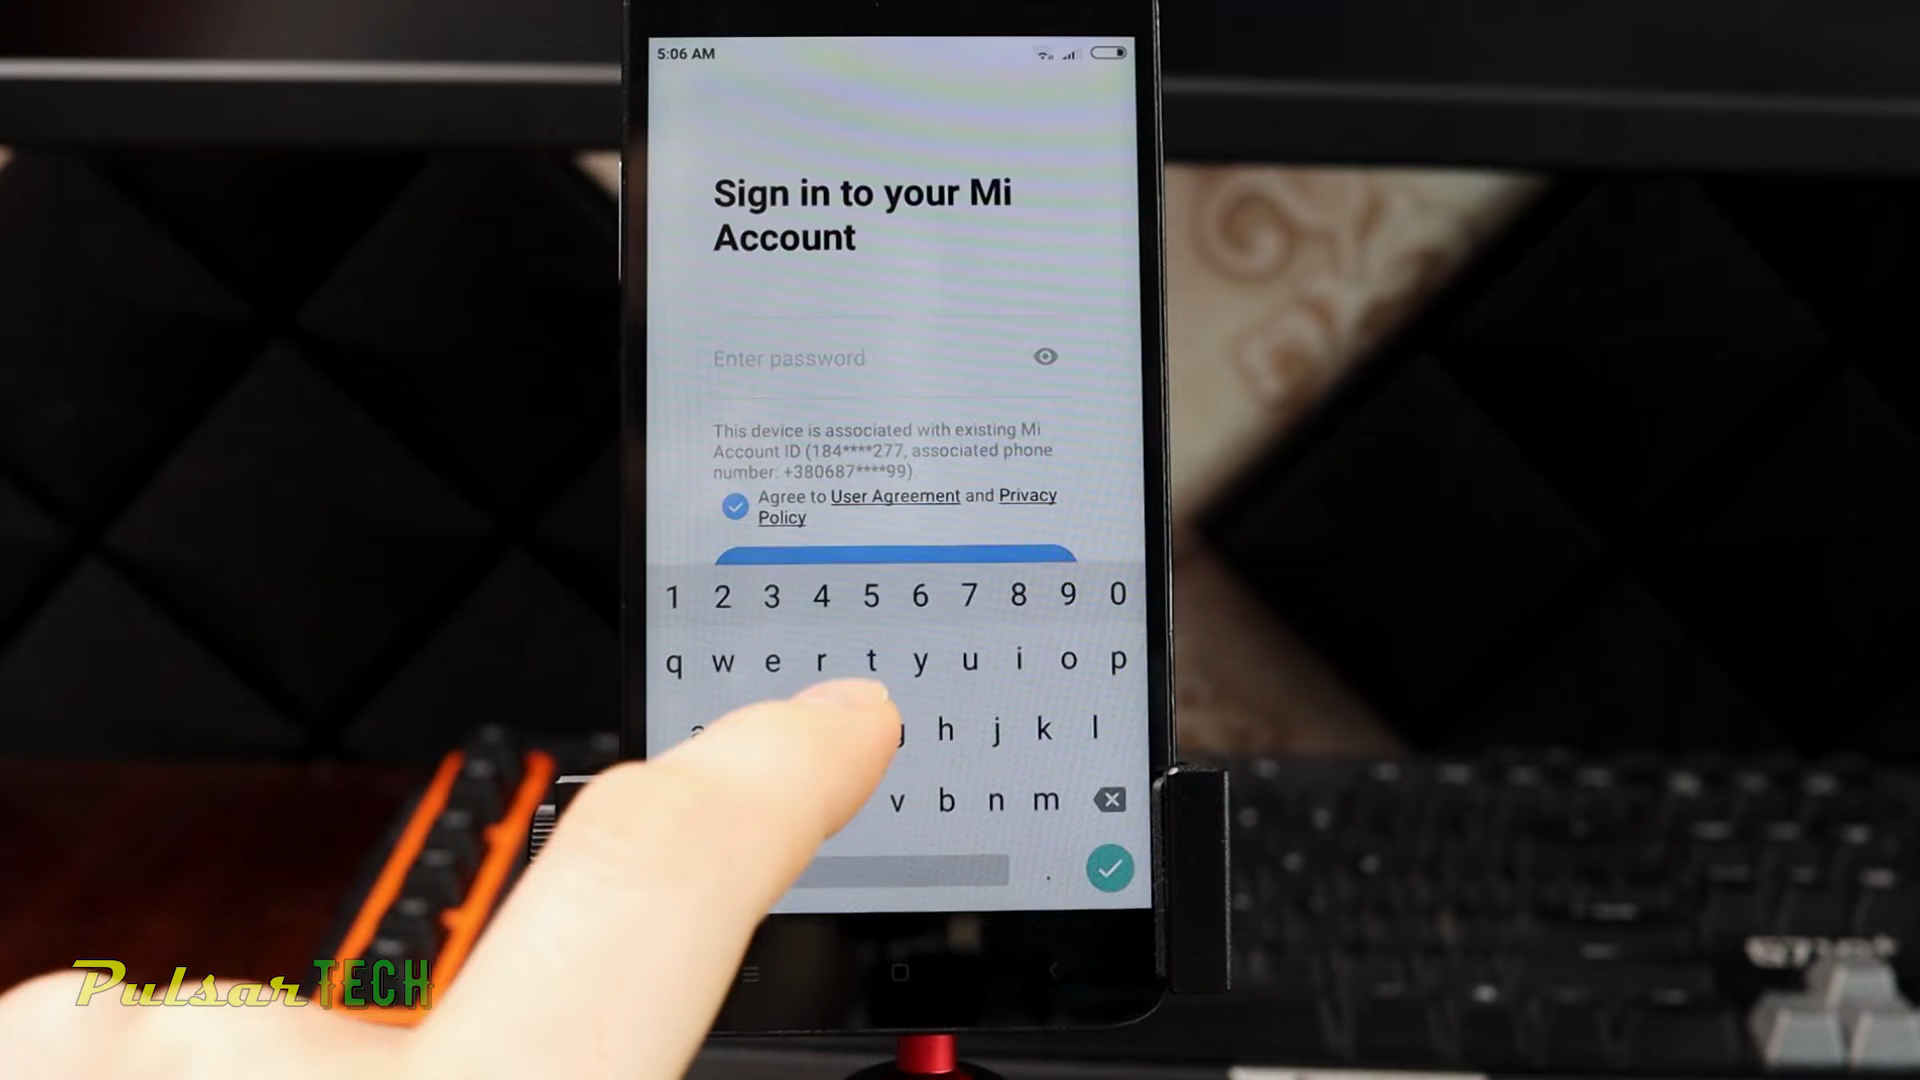 5:06 AM
Sign in to your Mi
Account
Enter password
This device is associated with existing Mi
Account ID (184****277, associated phone
number: +380687****99).
Agree to User Agreement and Privacy
Policy
1 2 3 4 5 6 7 8 9 0
q w e r t y u i o p
h j k l
v b n m
.
PulsarTECH